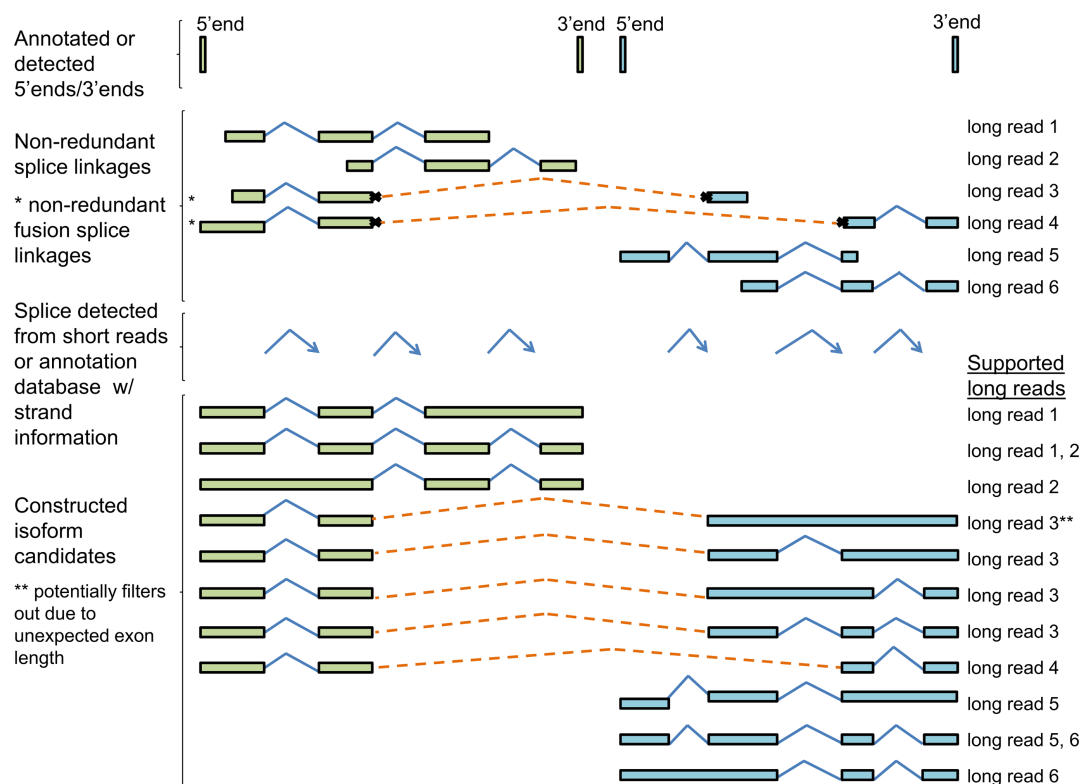 5'end
3'end
5'end
3'end
Annotated or
detected
5'ends/3'ends
Non-redundant
splice linkages
* non-redundant
fusion splice
linkages
*
*
long read 1
long read 2
long read 3
long read 4
long read 5
long read 6
Splice detected
from short reads
or annotation
database w/
strand
information
Supported
long reads
long read 1
long read 1, 2
long read 2
long read 3**
long read 3
long read 3
long read 3
long read 4
long read 5
long read 5, 6
long read 6
Constructed
isoform
candidates
** potentially filters
out due to
unexpected exon
length